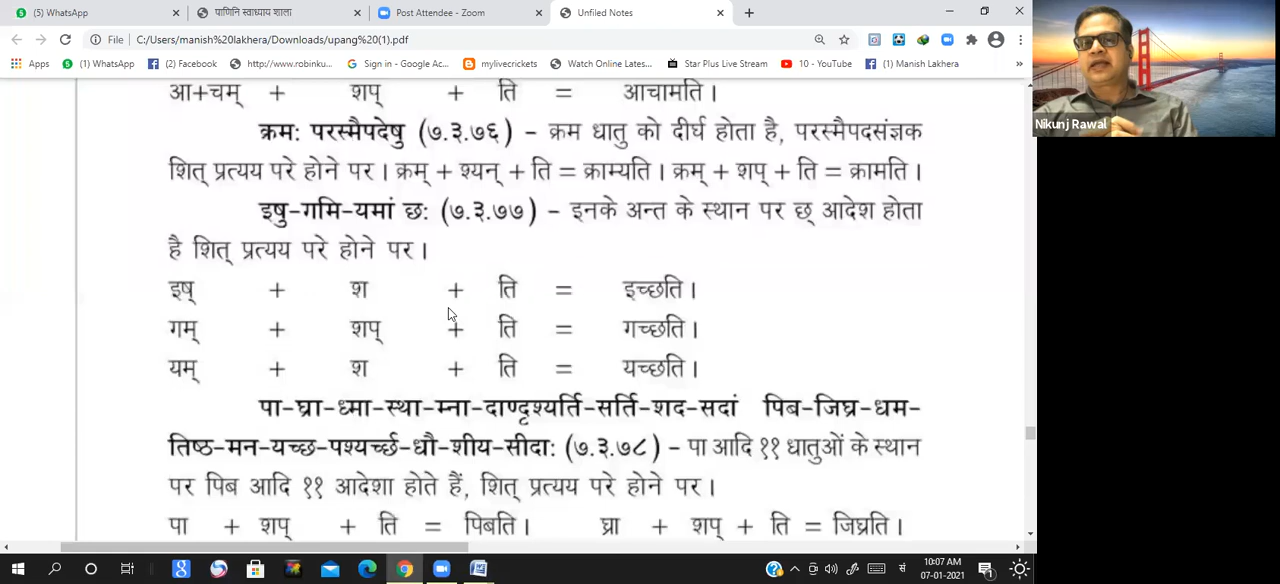 (5) WhatsApp
पाणिनि स्वाध्याय शाला
Post Attendee - Zoom
Unfiled Notes
File
C:/Users/manish%20lakhera/Downloads/upang%20(1).pdf
Apps
(1) WhatsApp
(2) Facebook
http://www.robinku...
Sign in - Google Ac...
mylivecrickets
Watch Online Lates...
Star Plus Live Stream
10 - YouTube
(1) Manish Lakhera
»
Nikunj Rawal
आ+चम् + शप् + ति = आचामति।
क्रमः परस्मैपदेषु (७.३.७६) – क्रम धातु को दीर्घ होता है, परस्मैपदसंज्ञक
शित् प्रत्यय परे होने पर। क्रम् + श्यन् + ति = क्राम्यति। क्रम् + शप् + ति = क्रामति।
इषु-गमि-यमां छः (७.३.७७) – इनके अन्त के स्थान पर छ् आदेश होता
है शित् प्रत्यय परे होने पर।
इष् + श + ति = इच्छति।
गम् + शप् + ति = गच्छति।
यम् + श + ति = यच्छति।
पा-घ्रा-ध्मा-स्था-म्ना-दाण्दृश्यर्ति-सर्ति-शद-सदां पिब-जिघ्र-धम-
तिष्ठ-मन-यच्छ-पश्यर्च्छ-धौ-शीय-सीदाः (७.३.७८) – पा आदि ११ धातुओं के स्थान
पर पिब आदि ११ आदेशा होते हैं, शित् प्रत्यय परे होने पर।
पा + शप् + ति = पिबति। घ्रा + शप् + ति = जिघ्रति।
10:07 AM
07-01-2021